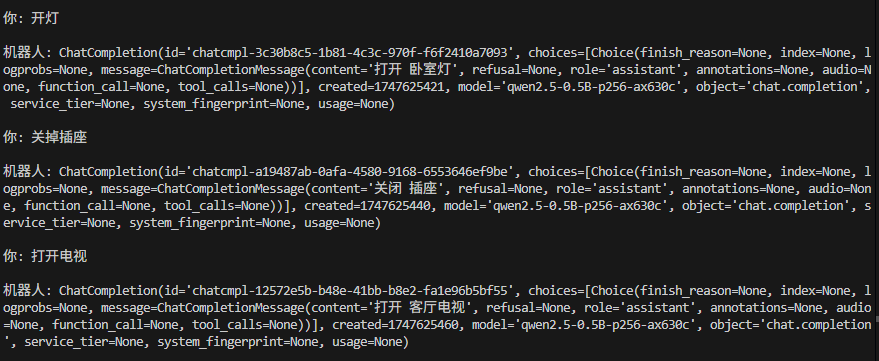 你: 开灯
机器人: ChatCompletion(id='chatcmpl-3c30b8c5-1b81-4c3c-970f-f6f2410a7093', choices=[Choice(finish_reason=None, index=None, l
ogprobs=None, message=ChatCompletionMessage(content='打开 卧室灯', refusal=None, role='assistant', annotations=None, audio=N
one, function_call=None, tool_calls=None))], created=1747625421, model='qwen2.5-0.5B-p256-ax630c', object='chat.completion',
 service_tier=None, system_fingerprint=None, usage=None)
你: 关掉插座
机器人: ChatCompletion(id='chatcmpl-a19487ab-0afa-4580-9168-6553646ef9be', choices=[Choice(finish_reason=None, index=None, l
ogprobs=None, message=ChatCompletionMessage(content='关闭 插座', refusal=None, role='assistant', annotations=None, audio=Non
e, function_call=None, tool_calls=None))], created=1747625440, model='qwen2.5-0.5B-p256-ax630c', object='chat.completion', s
ervice_tier=None, system_fingerprint=None, usage=None)
你: 打开电视
机器人: ChatCompletion(id='chatcmpl-12572e5b-b48e-41bb-b8e2-fa1e96b5bf55', choices=[Choice(finish_reason=None, index=None, l
ogprobs=None, message=ChatCompletionMessage(content='打开 客厅电视', refusal=None, role='assistant', annotations=None, audio
=None, function_call=None, tool_calls=None))], created=1747625460, model='qwen2.5-0.5B-p256-ax630c', object='chat.completion
', service_tier=None, system_fingerprint=None, usage=None)